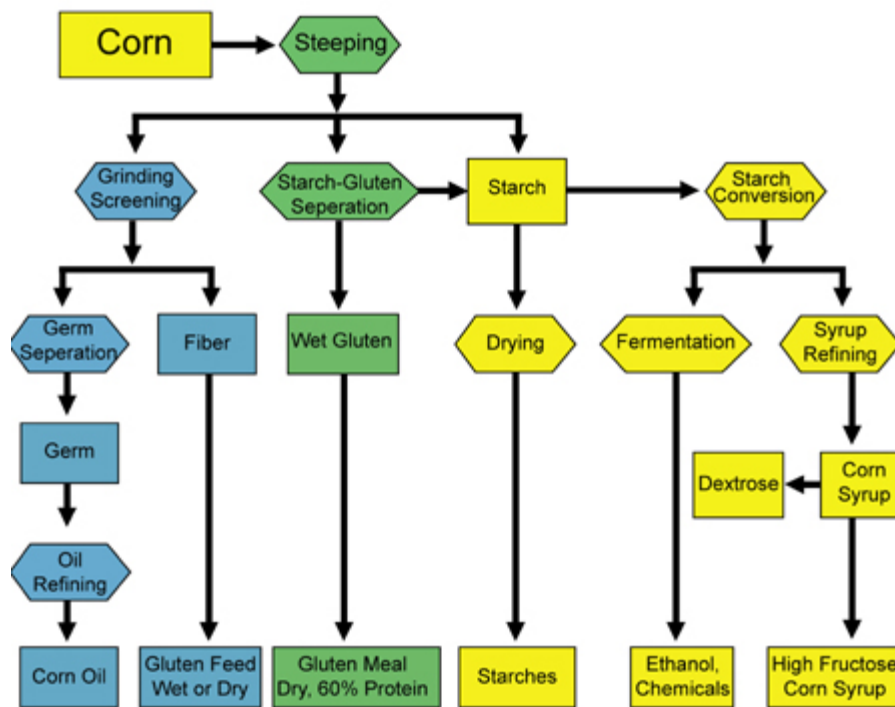 Corn
Steeping
Grinding
Screening
Starch-Gluten
Seperation
Starch
Starch
Conversion
Germ
Seperation
Fiber
Wet Gluten
Drying
Fermentation
Syrup
Refining
Germ
Dextrose
Corn
Syrup
Oil
Refining
Corn Oil
Gluten Feed
Wet or Dry
Gluten Meal
Dry, 60% Protein
Starches
Ethanol,
Chemicals
High Fructose
Corn Syrup